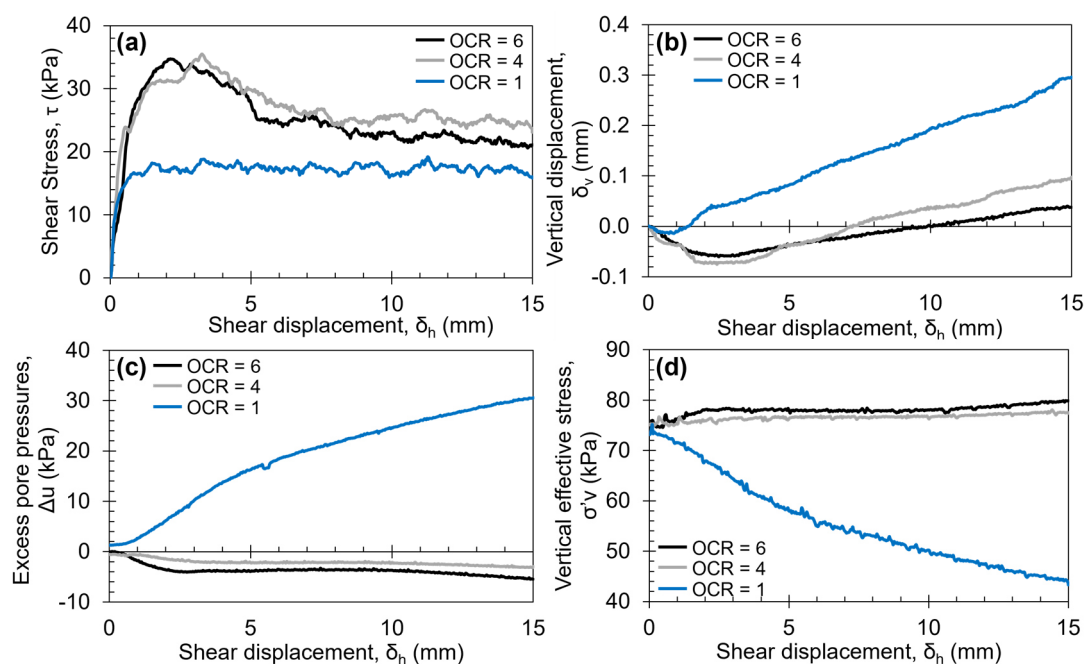 (a)
OCR = 6
OCR = 4
OCR = 1
Shear Stress, τ (kPa)
40
30
20
10
0
0
5
10
15
Shear displacement, δh (mm)
(b)
OCR = 6
OCR = 4
OCR = 1
Vertical displacement,
δv (mm)
0.4
0.3
0.2
0.1
0.0
-0.1
0
5
10
15
Shear displacement, δh (mm)
(c)
OCR = 6
OCR = 4
OCR = 1
Excess pore pressures,
Δu (kPa)
40
30
20
10
0
-10
0
5
10
15
Shear displacement, δh (mm)
(d)
OCR = 6
OCR = 4
OCR = 1
Vertical effective stress,
σ'v (kPa)
90
80
70
60
50
40
0
5
10
15
Shear displacement, δh (mm)